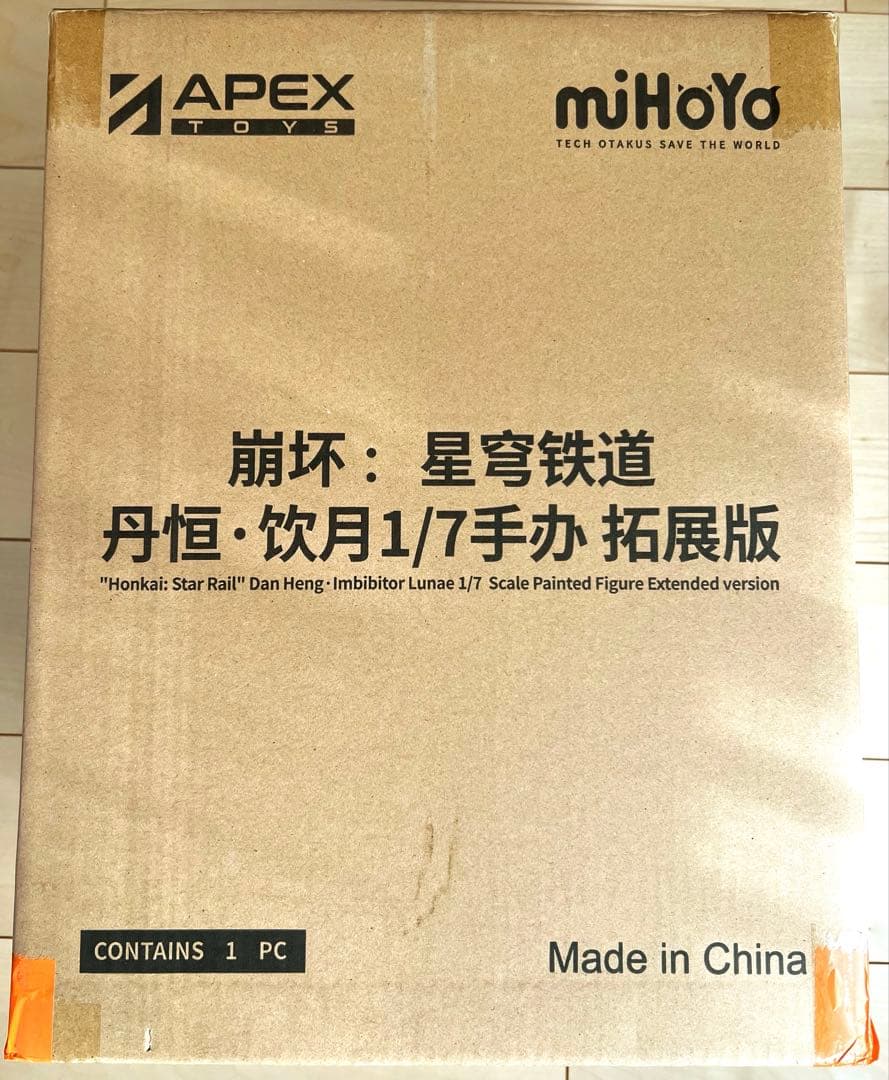 APEX
TOYS
miHoYo
TECH OTAKUS SAVE THE WORLD
崩坏：星穹铁道
丹恒·饮月1/7手办 拓展版
"Honkai: Star Rail" Dan Heng·Imbibitor Lunae 1/7 Scale Painted Figure Extended version
CONTAINS 1 PC
Made in China